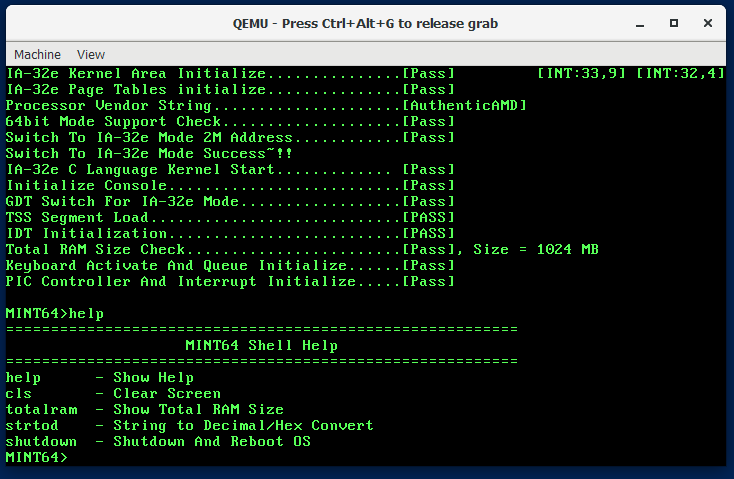 QEMU - Press Ctrl+Alt+G to release grab
Machine View
IA-32e Kernel Area Initialize...............[Pass] [INT:33,9] [INT:32,4]
IA-32e Page Tables initialize...............[Pass]
Processor Vendor String.....................[AuthenticAMD]
64bit Mode Support Check....................[Pass]
Switch To IA-32e Mode 2M Address............[Pass]
Switch To IA-32e Mode Success~!!
IA-32e C Language Kernel Start............. [Pass]
Initialize Console..........................[Pass]
GDT Switch For IA-32e Mode..................[Pass]
TSS Segment Load............................[PASS]
IDT Initialization..........................[PASS]
Total RAM Size Check........................[Pass], Size = 1024 MB
Keyboard Activate And Queue Initialize......[Pass]
PIC Controller And Interrupt Initialize.....[Pass]
MINT64>help
=========================================================
MINT64 Shell Help
=========================================================
help - Show Help
cls - Clear Screen
totalram - Show Total RAM Size
strtod - String to Decimal/Hex Convert
shutdown - Shutdown And Reboot OS
MINT64>